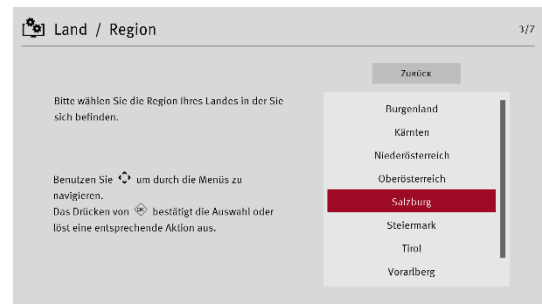 Land / Region
3/7
Zurück
Bitte wählen Sie die Region Ihres Landes in der Sie
sich befinden.
Benutzen Sie um durch die Menüs zu
navigieren.
Das Drücken von OK bestätigt die Auswahl oder
löst eine entsprechende Aktion aus.
Burgenland
Kärnten
Niederösterreich
Oberösterreich
Salzburg
Steiermark
Tirol
Vorarlberg